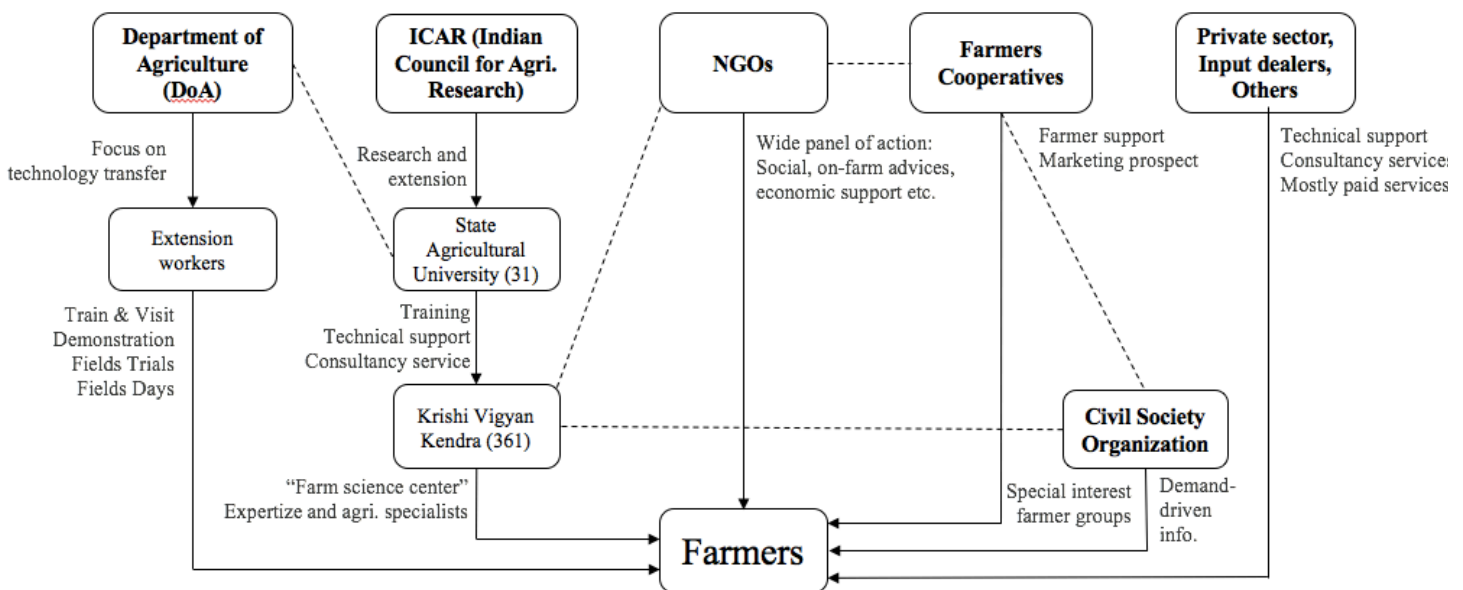 Department of
Agriculture
(DoA)
ICAR (Indian
Council for Agri.
Research)
NGOs
Farmers
Cooperatives
Private sector,
Input dealers,
Others
Focus on
technology transfer
Research and
extension
Wide panel of action:
Social, on-farm advices,
economic support etc.
Farmer support
Marketing prospect
Technical support
Consultancy services
Mostly paid services
Extension
workers
State
Agricultural
University (31)
Train & Visit
Demonstration
Fields Trials
Fields Days
Training
Technical support
Consultancy service
Krishi Vigyan
Kendra (361)
Civil Society
Organization
“Farm science center”
Expertize and agri. specialists
Special interest
farmer groups
Demand-
driven
info.
Farmers